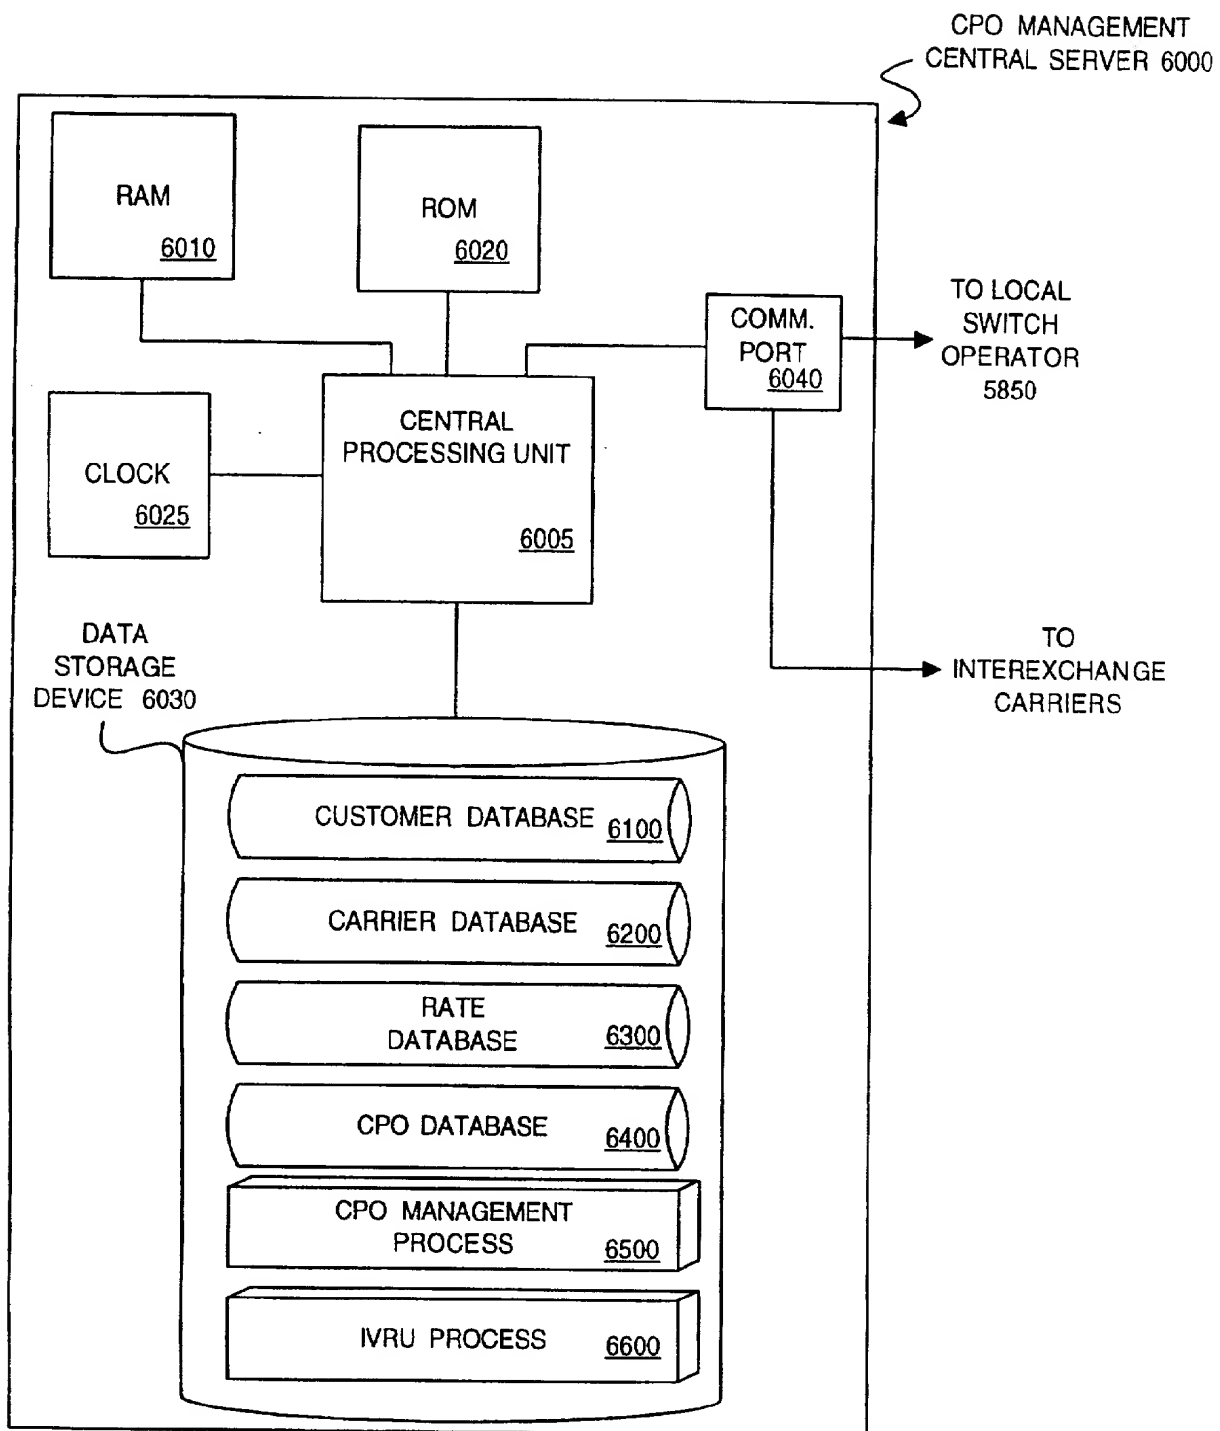 CPO MANAGEMENT
CENTRAL SERVER 6000
RAM
6010
ROM
6020
COMM.
PORT
6040
TO LOCAL
SWITCH
OPERATOR
5850
CLOCK
6025
CENTRAL
PROCESSING UNIT
6005
TO
INTEREXCHANGE
CARRIERS
DATA
STORAGE
DEVICE 6030
CUSTOMER DATABASE 6100
CARRIER DATABASE 6200
RATE
DATABASE 6300
CPO DATABASE 6400
CPO MANAGEMENT
PROCESS 6500
IVRU PROCESS 6600